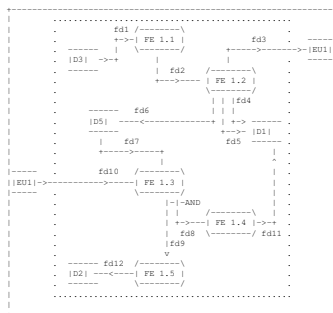 fd1 FE 1.1 fd3
|EU1|
|D3|
fd2 FE 1.2
fd6 fd4
|D5| |D1|
fd7 fd5
fd10
|EU1| FE 1.3
AND
FE 1.4
fd8 fd11
fd9
fd12
|D2| FE 1.5